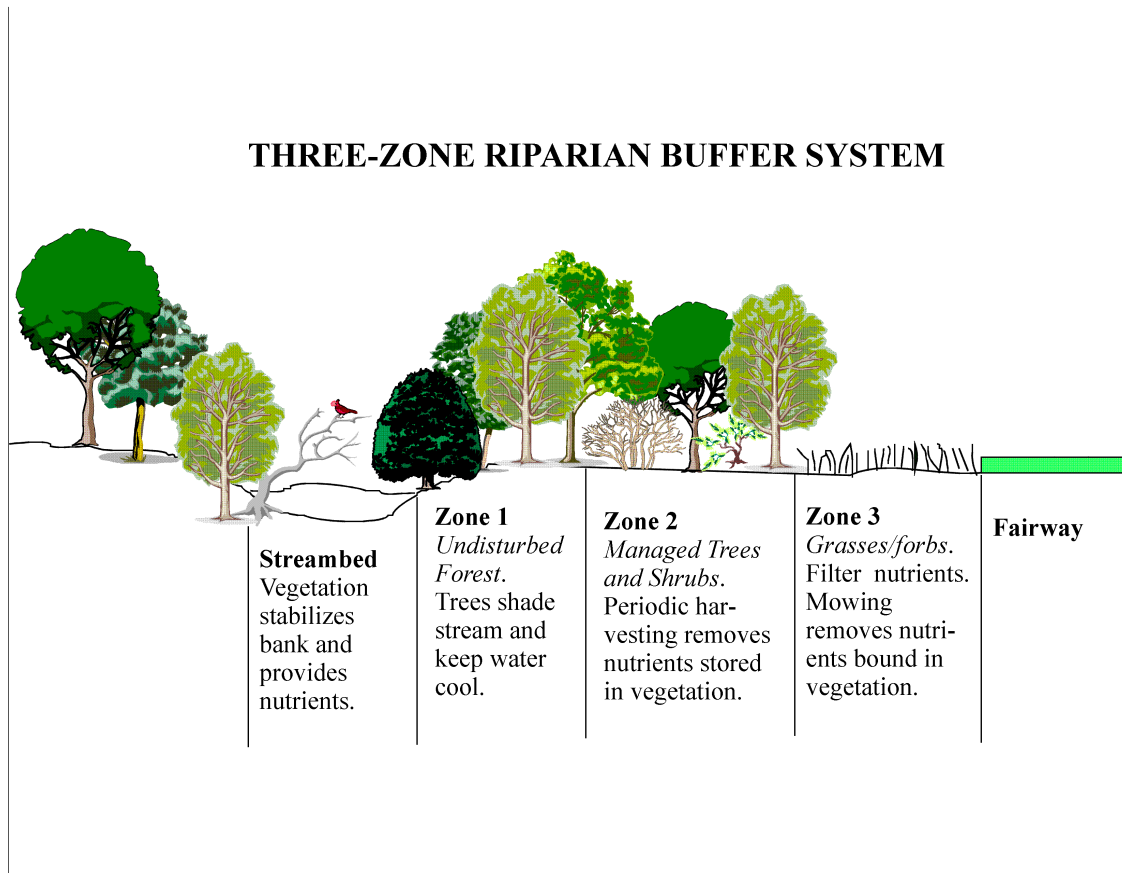 THREE-ZONE RIPARIAN BUFFER SYSTEM
Streambed
Vegetation
stabilizes
bank and
provides
nutrients.
Zone 1
Undisturbed
Forest.
Trees shade
stream and
keep water
cool.
Zone 2
Managed Trees
and Shrubs.
Periodic har-
vesting removes
nutrients stored
in vegetation.
Zone 3
Grasses/forbs.
Filter nutrients.
Mowing
removes nutri-
ents bound in
vegetation.
Fairway